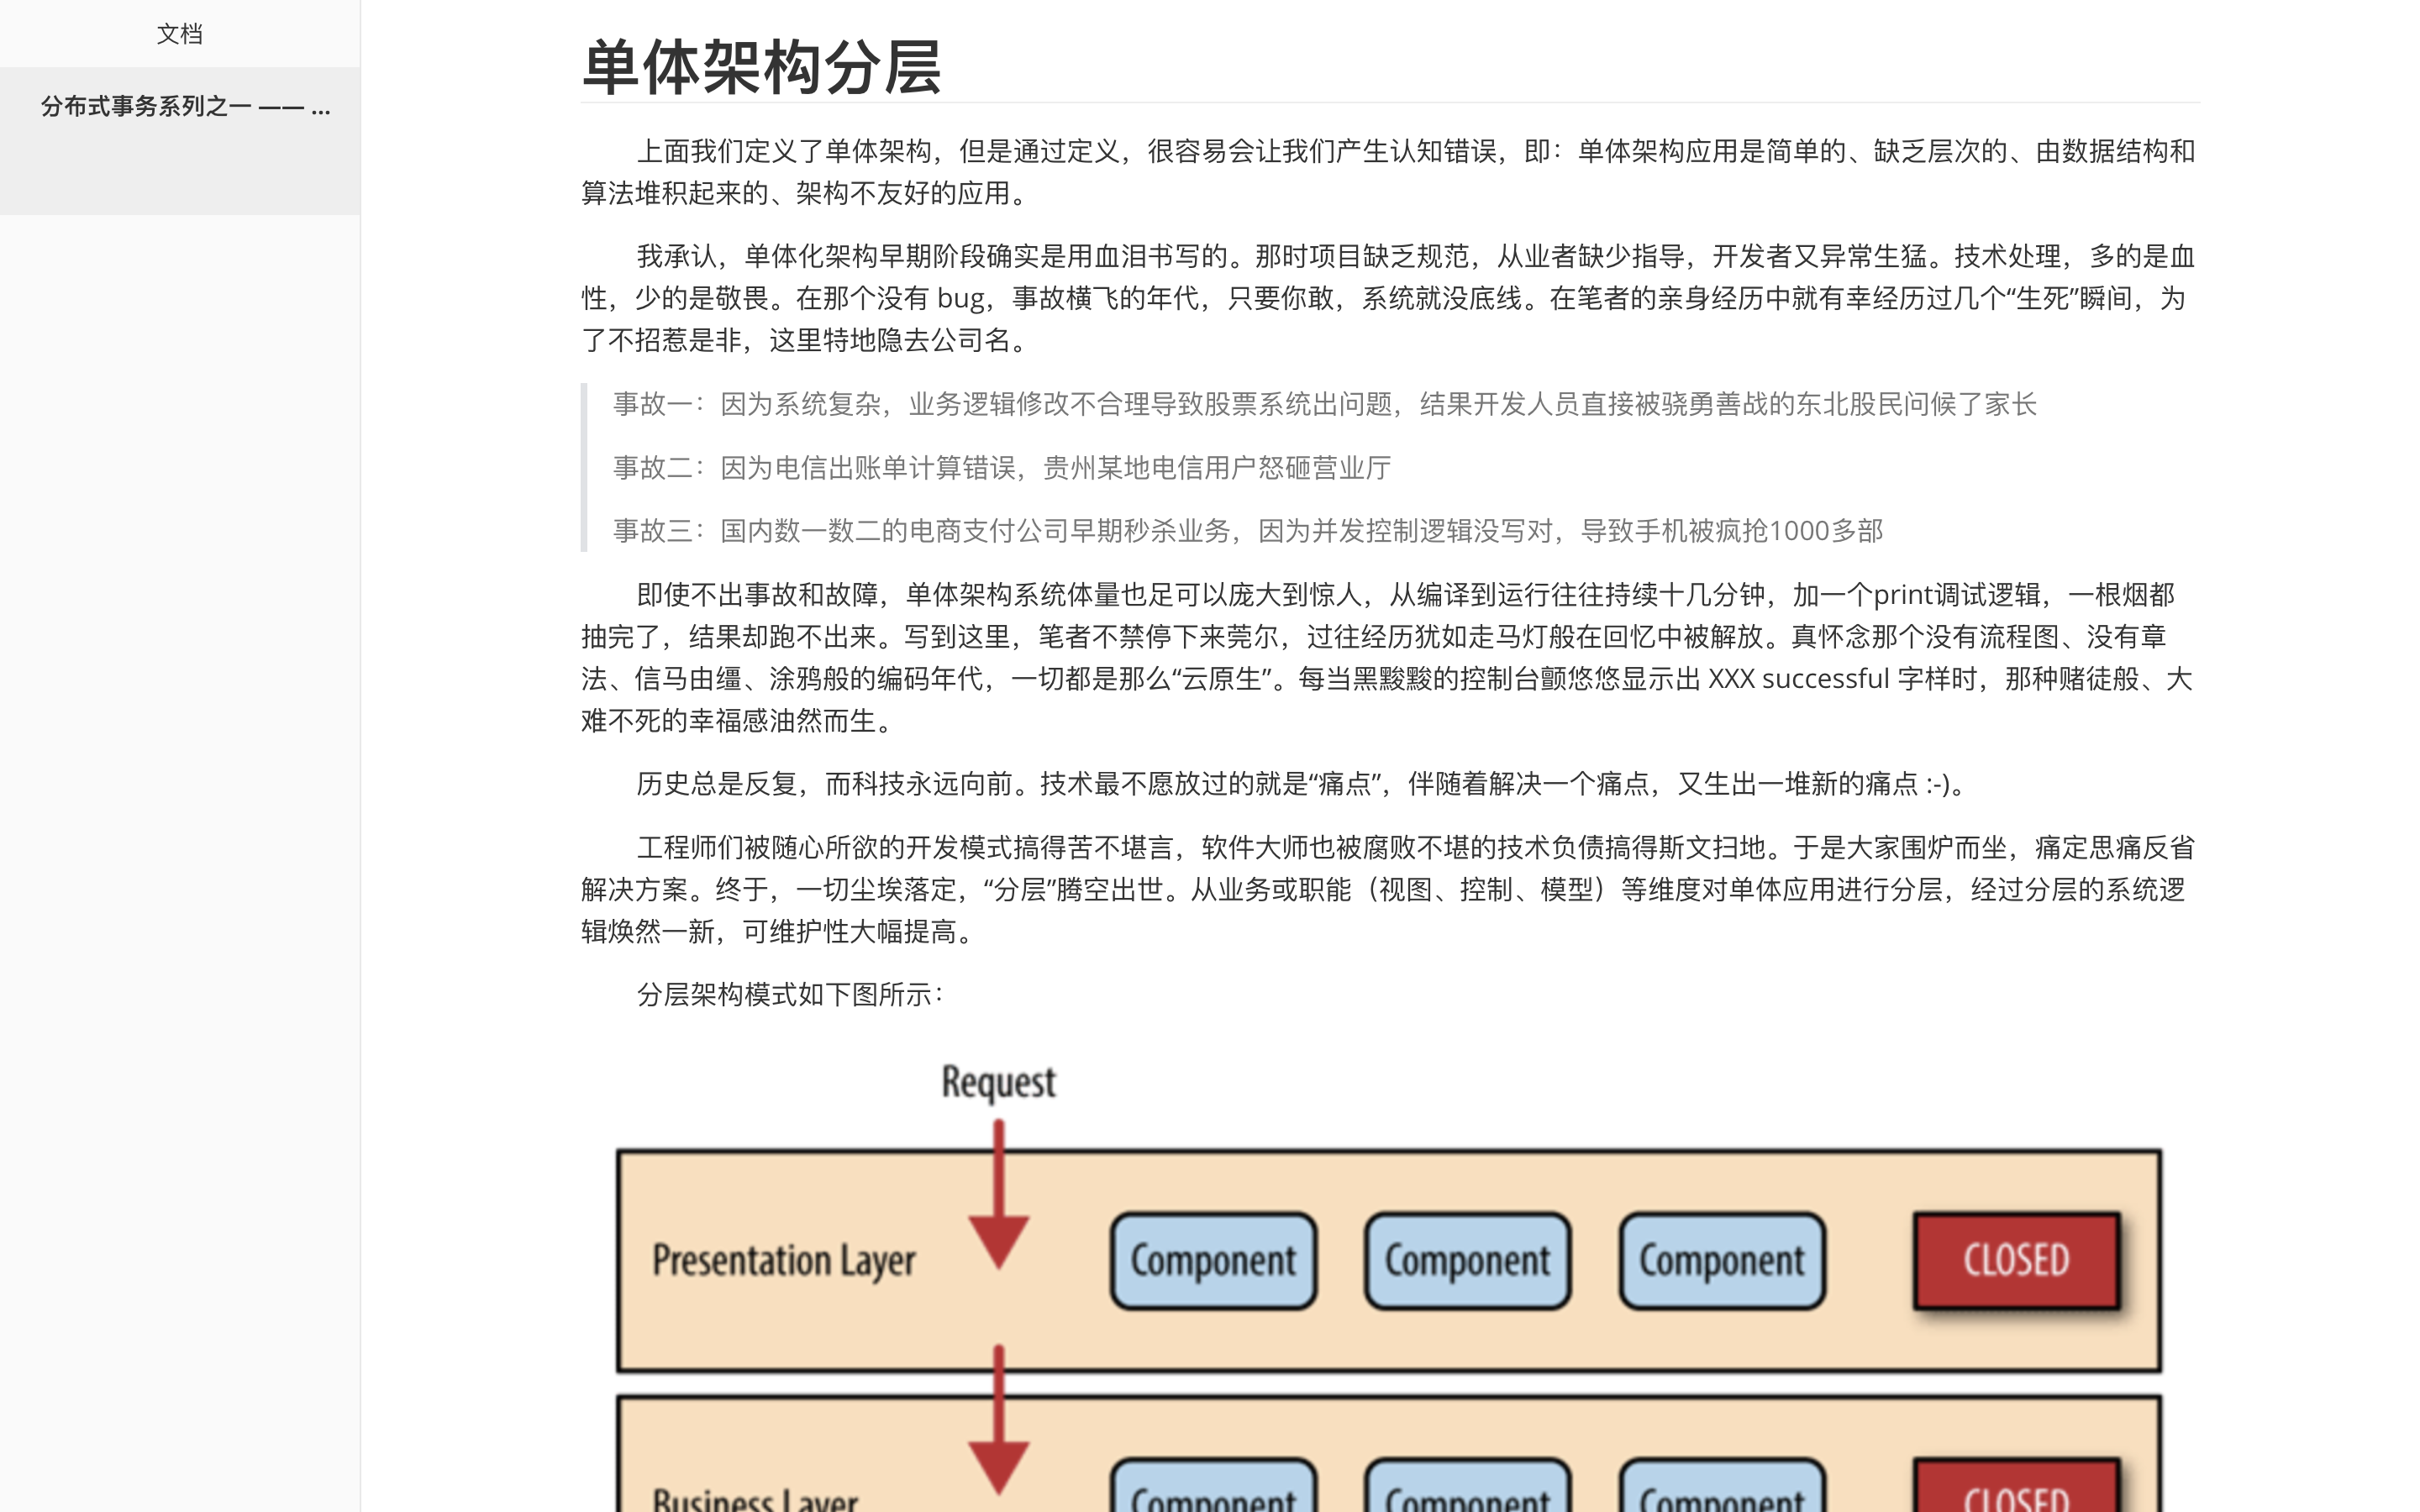 文档
分布式事务系列之一 —— ...
单体架构分层
上面我们定义了单体架构，但是通过定义，很容易会让我们产生认知错误，即：单体架构应用是简单的、缺乏层次的、由数据结构和
算法堆积起来的、架构不友好的应用。
我承认，单体化架构早期阶段确实是用血泪书写的。那时项目缺乏规范，从业者缺少指导，开发者又异常生猛。技术处理，多的是血
性，少的是敬畏。在那个没有 bug，事故横飞的年代，只要你敢，系统就没底线。在笔者的亲身经历中就有幸经历过几个“生死”瞬间，为
了不招惹是非，这里特地隐去公司名。
事故一：因为系统复杂，业务逻辑修改不合理导致股票系统出问题，结果开发人员直接被骁勇善战的东北股民问候了家长
事故二：因为电信出账单计算错误，贵州某地电信用户怒砸营业厅
事故三：国内数一数二的电商支付公司早期秒杀业务，因为并发控制逻辑没写对，导致手机被疯抢1000多部
即使不出事故和故障，单体架构系统体量也足可以庞大到惊人，从编译到运行往往持续十几分钟，加一个print调试逻辑，一根烟都
抽完了，结果却跑不出来。写到这里，笔者不禁停下来莞尔，过往经历犹如走马灯般在回忆中被解放。真怀念那个没有流程图、没有章
法、信马由缰、涂鸦般的编码年代，一切都是那么“云原生”。每当黑黢黢的控制台颤悠悠显示出 XXX successful 字样时，那种赌徒般、大
难不死的幸福感油然而生。
历史总是反复，而科技永远向前。技术最不愿放过的就是“痛点”，伴随着解决一个痛点，又生出一堆新的痛点 :-)。
工程师们被随心所欲的开发模式搞得苦不堪言，软件大师也被腐败不堪的技术负债搞得斯文扫地。于是大家围炉而坐，痛定思痛反省
解决方案。终于，一切尘埃落定，“分层”腾空出世。从业务或职能（视图、控制、模型）等维度对单体应用进行分层，经过分层的系统逻
辑焕然一新，可维护性大幅提高。
分层架构模式如下图所示：
Request
Presentation Layer Component Component Component CLOSED
Business Layer Component Component Component CLOSED